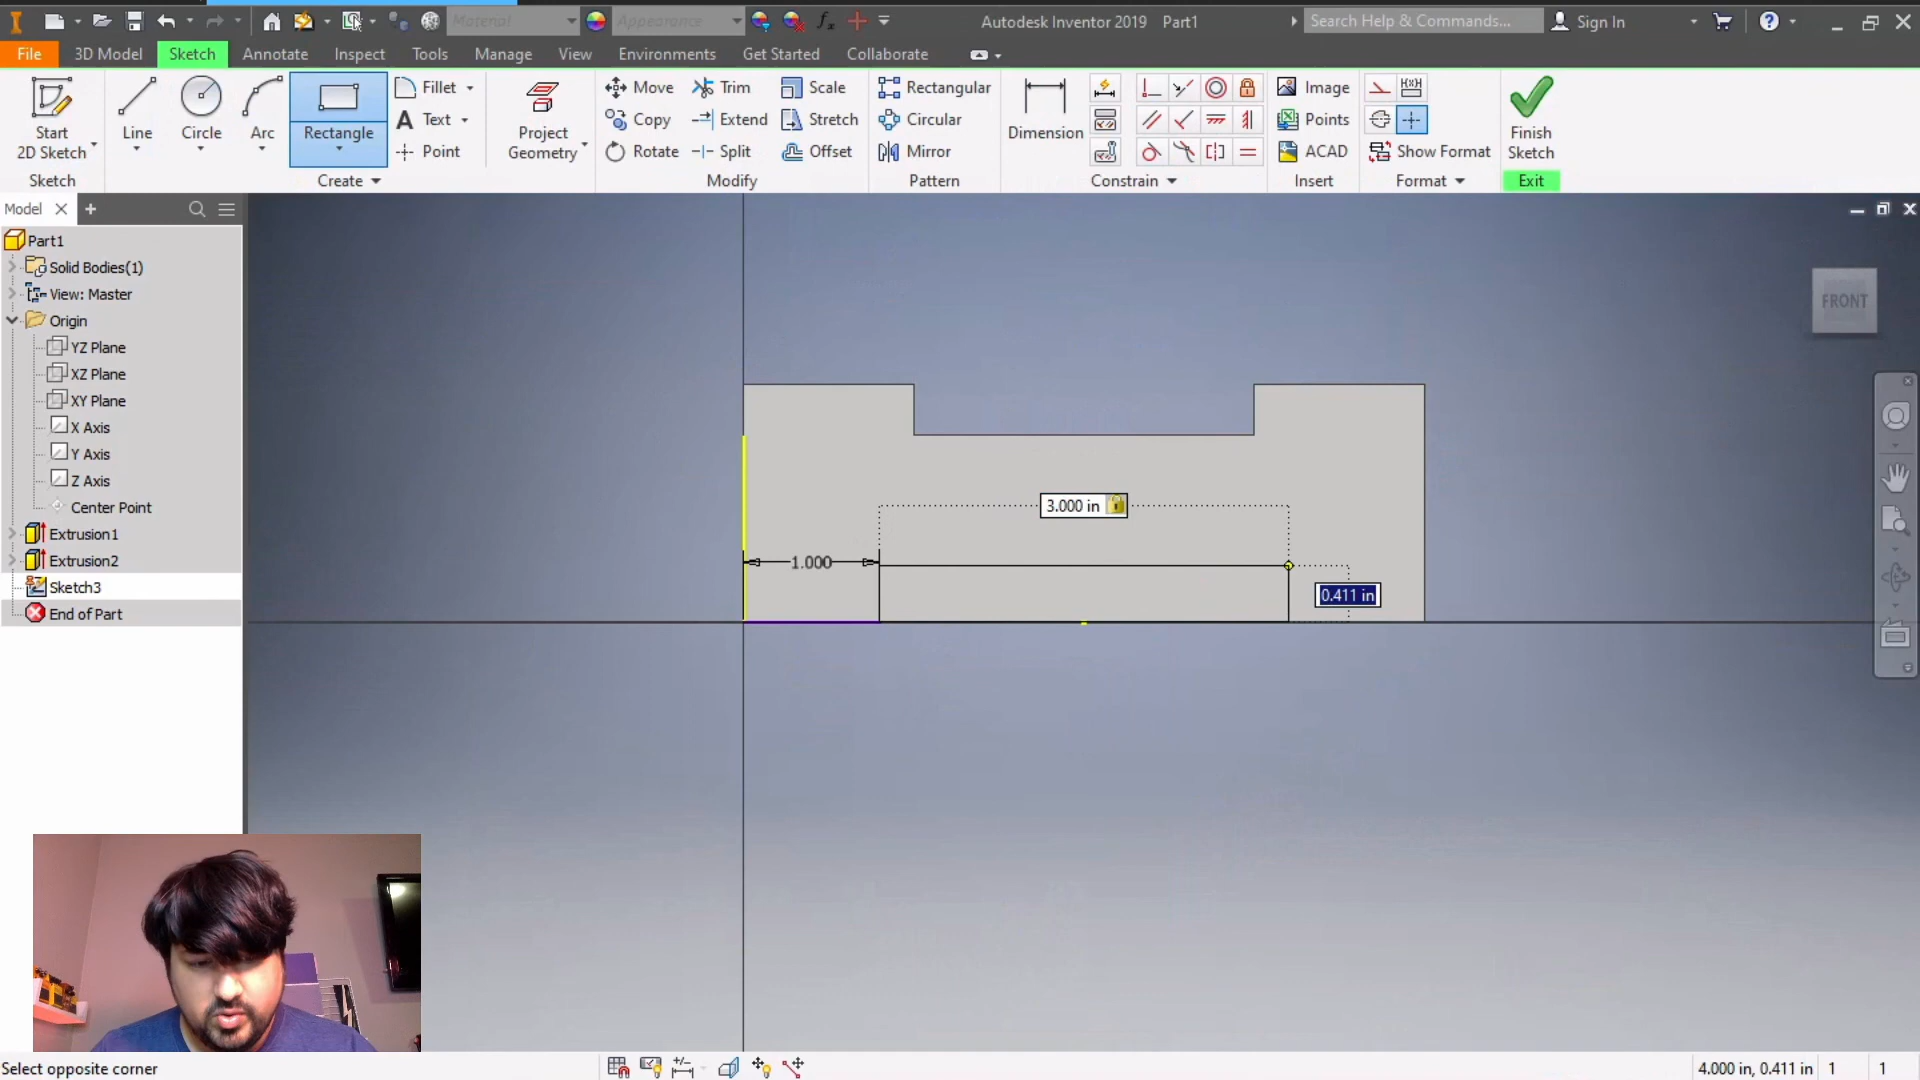 Material
Appearance
Autodesk Inventor 2019 Part1
Search Help & Commands...
Sign In
File
3D Model
Sketch
Annotate
Inspect
Tools
Manage
View
Environments
Get Started
Collaborate
Start
2D Sketch
Line
Circle
Arc
Rectangle
Fillet
Text
Point
Project
Geometry
Move
Copy
Rotate
Trim
Extend
Split
Scale
Stretch
Offset
Rectangular
Circular
Mirror
Dimension
Image
Points
ACAD
Show Format
Finish
Sketch
Sketch
Create
Modify
Pattern
Constrain
Insert
Format
Exit
Model
Part1
Solid Bodies(1)
View: Master
Origin
YZ Plane
XZ Plane
XY Plane
X Axis
Y Axis
Z Axis
Center Point
Extrusion1
Extrusion2
Sketch3
End of Part
FRONT
3.000 in
1.000
0.411 in
Select opposite corner
4.000 in, 0.411 in 1 1